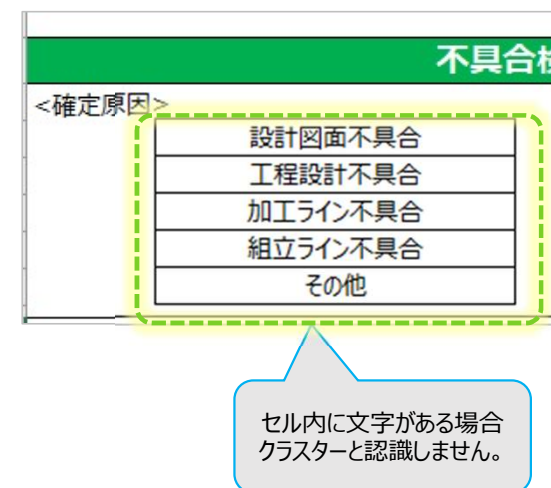 不具合
<確定原因>
設計図面不具合
工程設計不具合
加工ライン不具合
組立ライン不具合
その他
セル内に文字がある場合
クラスターと認識しません。